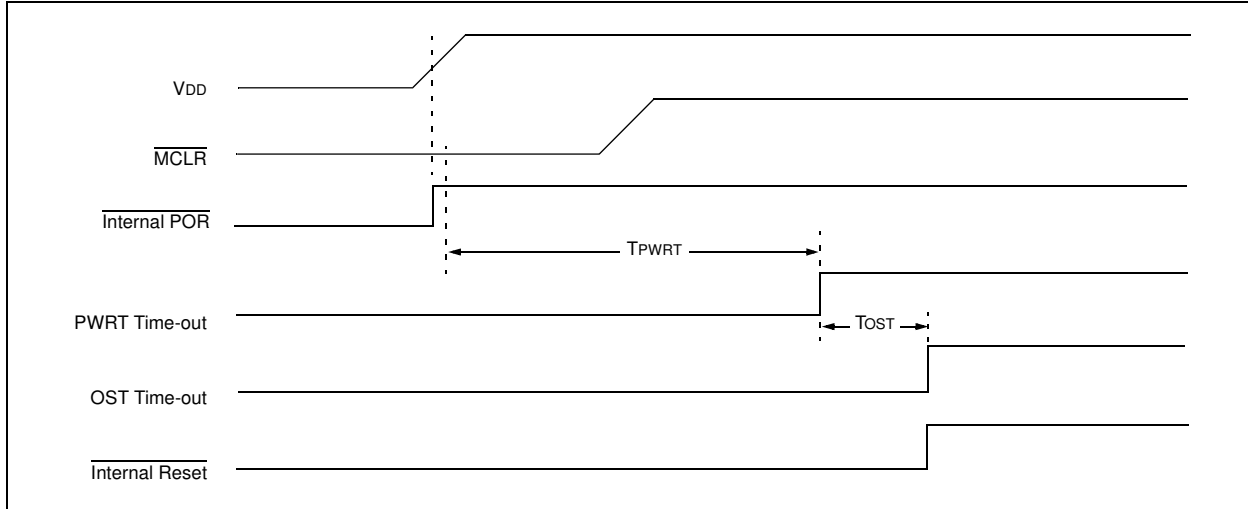 VDD
MCLR
Internal POR
TPWRT
PWRT Time-out
TOST
OST Time-out
Internal Reset